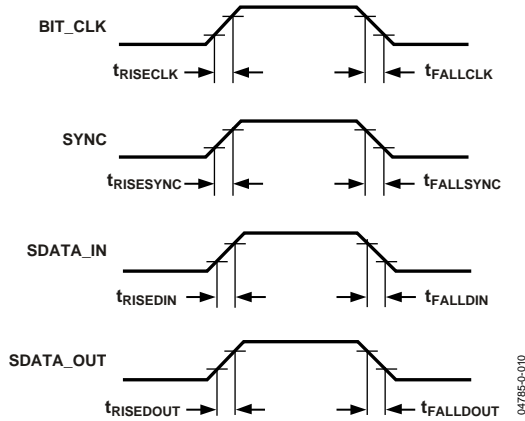 BIT_CLK
tRISECLK tFALLCLK
SYNC
tRISESYNC tFALLSYNC
SDATA_IN
tRISEDIN tFALLDIN
SDATA_OUT
tRISEDOUT tFALLDOUT
04785-0-010